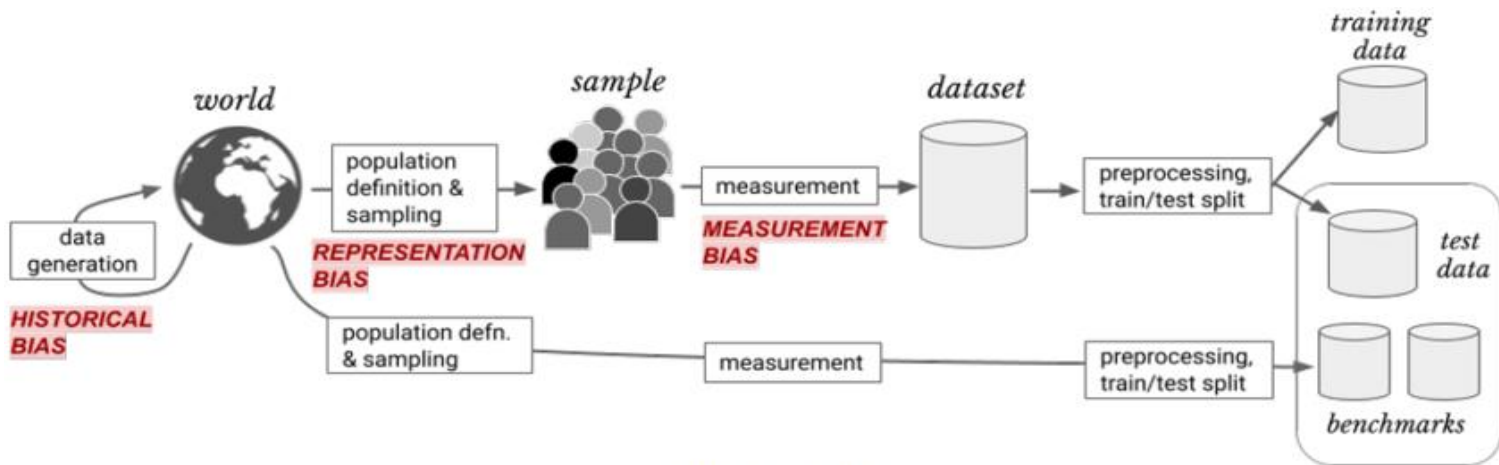 training
data
sample
dataset
world
population
definition &
sampling
measurement
preprocessing,
train/test split
data
generation
REPRESENTATION
BIAS
MEASUREMENT
BIAS
test
data
HISTORICAL
BIAS
population defn.
& sampling
measurement
preprocessing,
train/test split
benchmarks